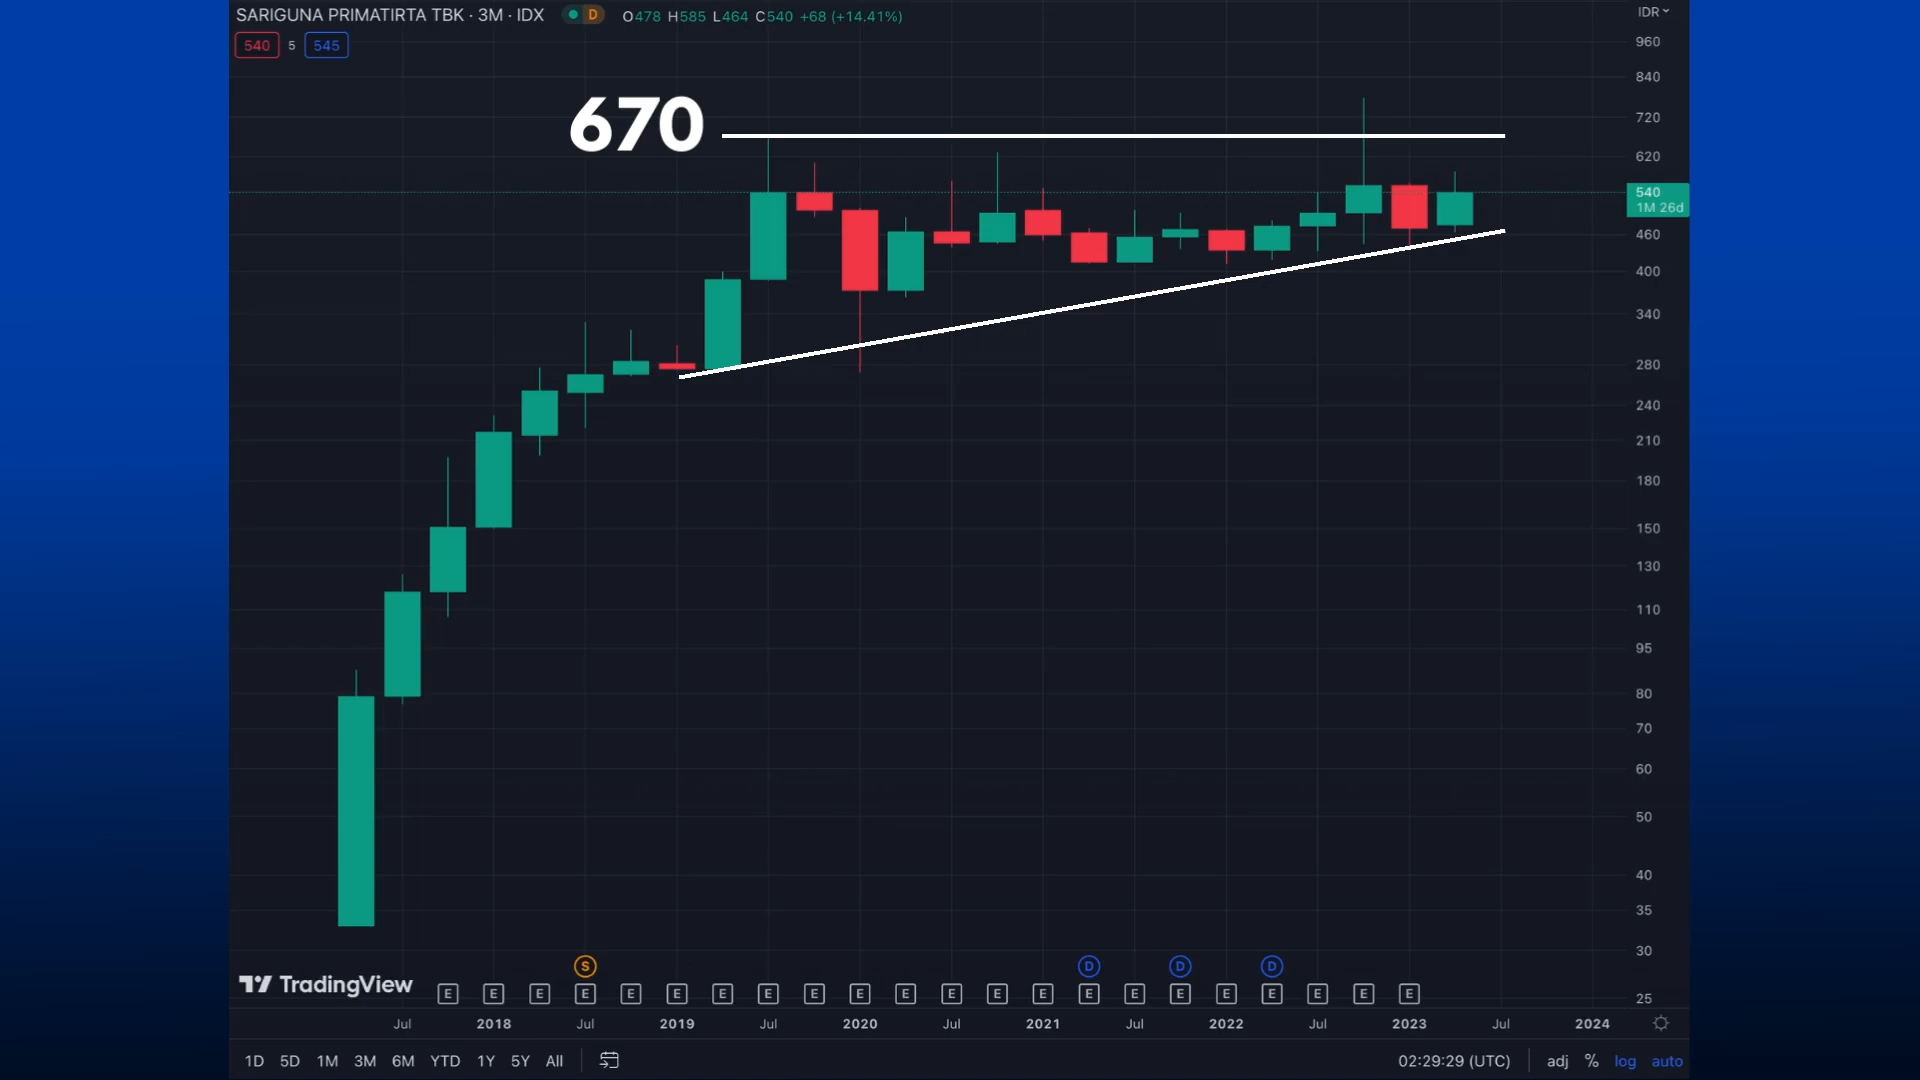 SARIGUNA PRIMATIRTA TBK · 3M · IDX D O478 H585 L464 C540 +68 (+14.41%)
540 5 545
IDR
960
840
670
720
620
540
1M 26d
460
400
340
280
240
210
180
150
130
110
95
80
70
60
50
40
35
30
25
S D D D
TradingView
E E E E E E E E E E E E E E E E E E E E E E
Jul 2018 Jul 2019 Jul 2020 Jul 2021 Jul 2022 Jul 2023 Jul 2024
1D 5D 1M 3M 6M YTD 1Y 5Y All 02:29:29 (UTC) adj % log auto